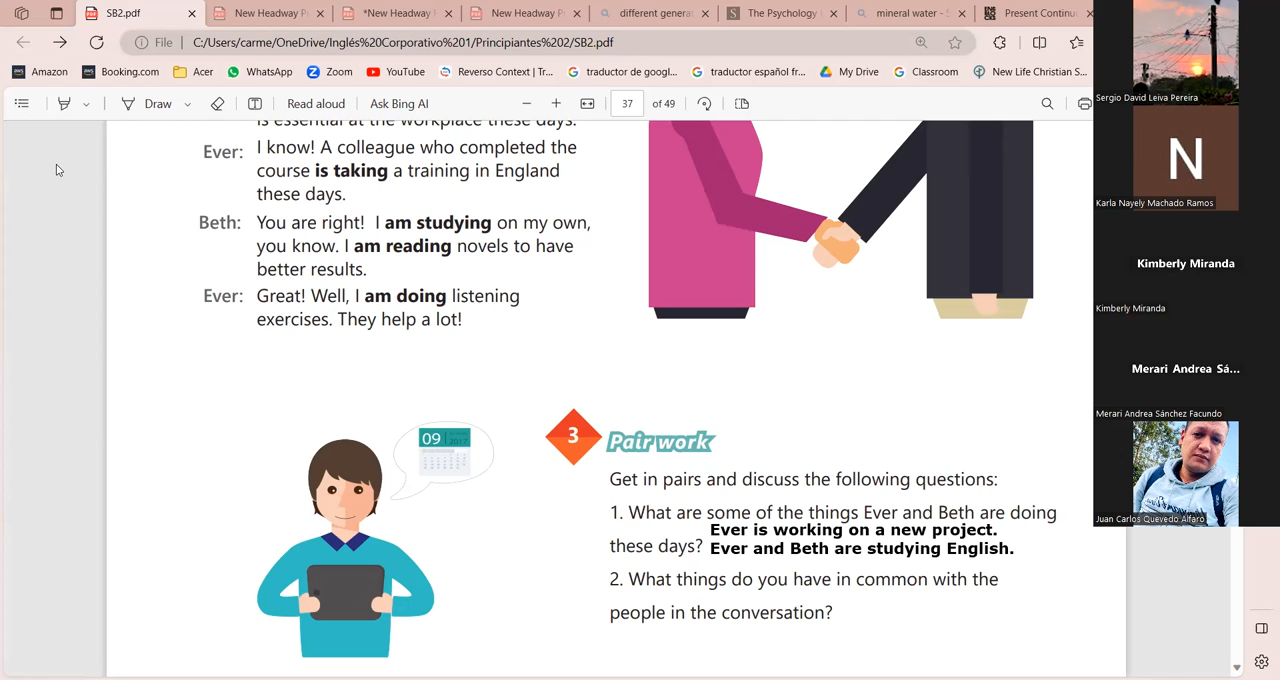 SB2.pdf
New Headway P
*New Headway P
New Headway P
different genera
The Psychology
mineral water - S
Present Continu
File
C:/Users/carme/OneDrive/Inglés%20Corporativo%201/Principiantes%202/SB2.pdf
Amazon
Booking.com
Acer
WhatsApp
Zoom
YouTube
Reverso Context | Tr...
traductor de googl...
traductor español fr...
My Drive
Classroom
New Life Christian S...
Draw
Read aloud
Ask Bing AI
37
of 49
is essential at the workplace these days.
Ever: I know! A colleague who completed the
course is taking a training in England
these days.
Beth: You are right! I am studying on my own,
you know. I am reading novels to have
better results.
Ever: Great! Well, I am doing listening
exercises. They help a lot!
09
2017
3
Pair work
Get in pairs and discuss the following questions:
1. What are some of the things Ever and Beth are doing
Ever is working on a new project.
these days? Ever and Beth are studying English.
2. What things do you have in common with the
people in the conversation?
Sergio David Leiva Pereira
N
Karla Nayely Machado Ramos
Kimberly Miranda
Kimberly Miranda
Merari Andrea Sá...
Merari Andrea Sánchez Facundo
Juan Carlos Quevedo Alfaro